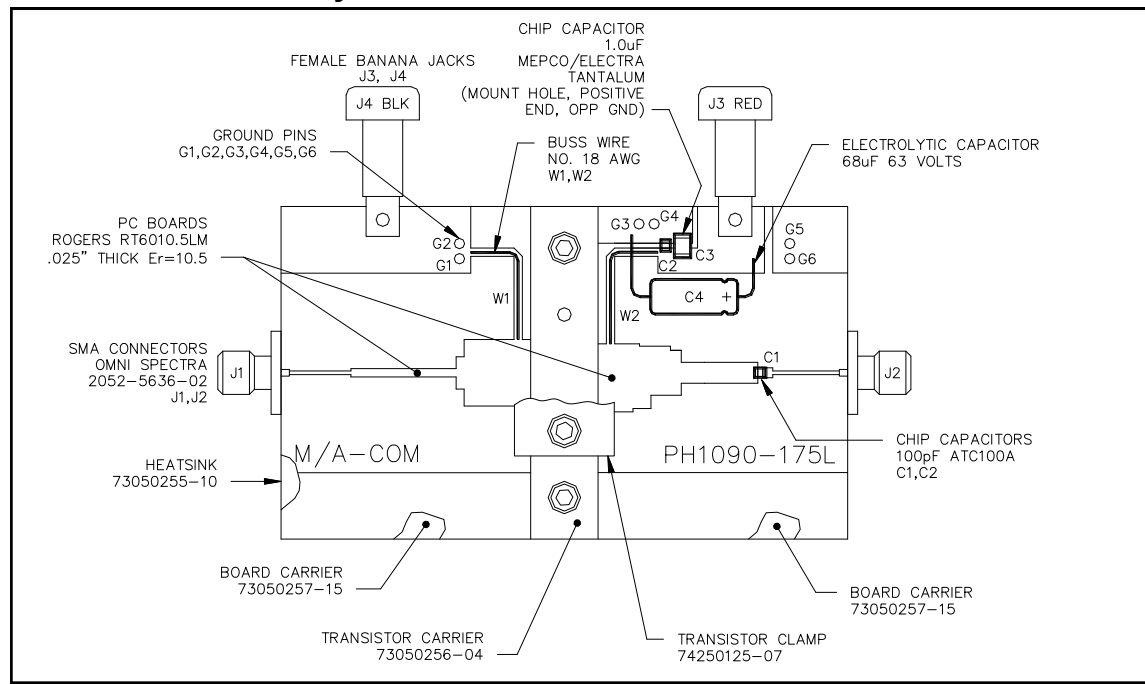 CHIP CAPACITOR
1.0uF
MEPCO/ELECTRA
TANTALUM
(MOUNT HOLE, POSITIVE
END, OPP GND)
FEMALE BANANA JACKS
J3, J4
J4 BLK
J3 RED
GROUND PINS
G1,G2,G3,G4,G5,G6
BUSS WIRE
NO. 18 AWG
W1,W2
ELECTROLYTIC CAPACITOR
68uF 63 VOLTS
PC BOARDS
ROGERS RT6010.5LM
.025" THICK Er=10.5
G2
G1
G3
G4
G5
G6
C2
C3
C4 +
W1
W2
SMA CONNECTORS
OMNI SPECTRA
2052-5636-02
J1,J2
J1
C1
J2
M/A-COM
PH1090-175L
CHIP CAPACITORS
100pF ATC100A
C1,C2
HEATSINK
73050255-10
BOARD CARRIER
73050257-15
BOARD CARRIER
73050257-15
TRANSISTOR CARRIER
73050256-04
TRANSISTOR CLAMP
74250125-07